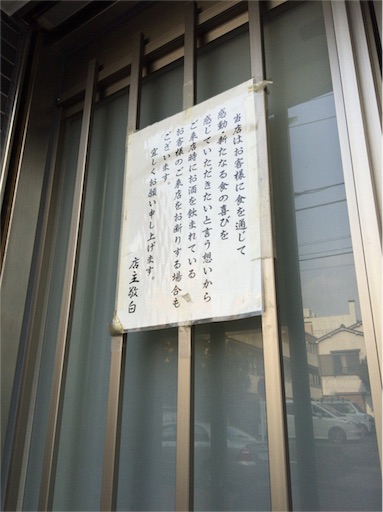 当店はお客様に食を通じて
感動・新たなる食の喜びを
感じていただきたいと言う想いから
ご来店時にお酒を飲まれている
お客様のご来店をお断りする場合も
ございます。
宜しくお願い申し上げます。
店主敬白